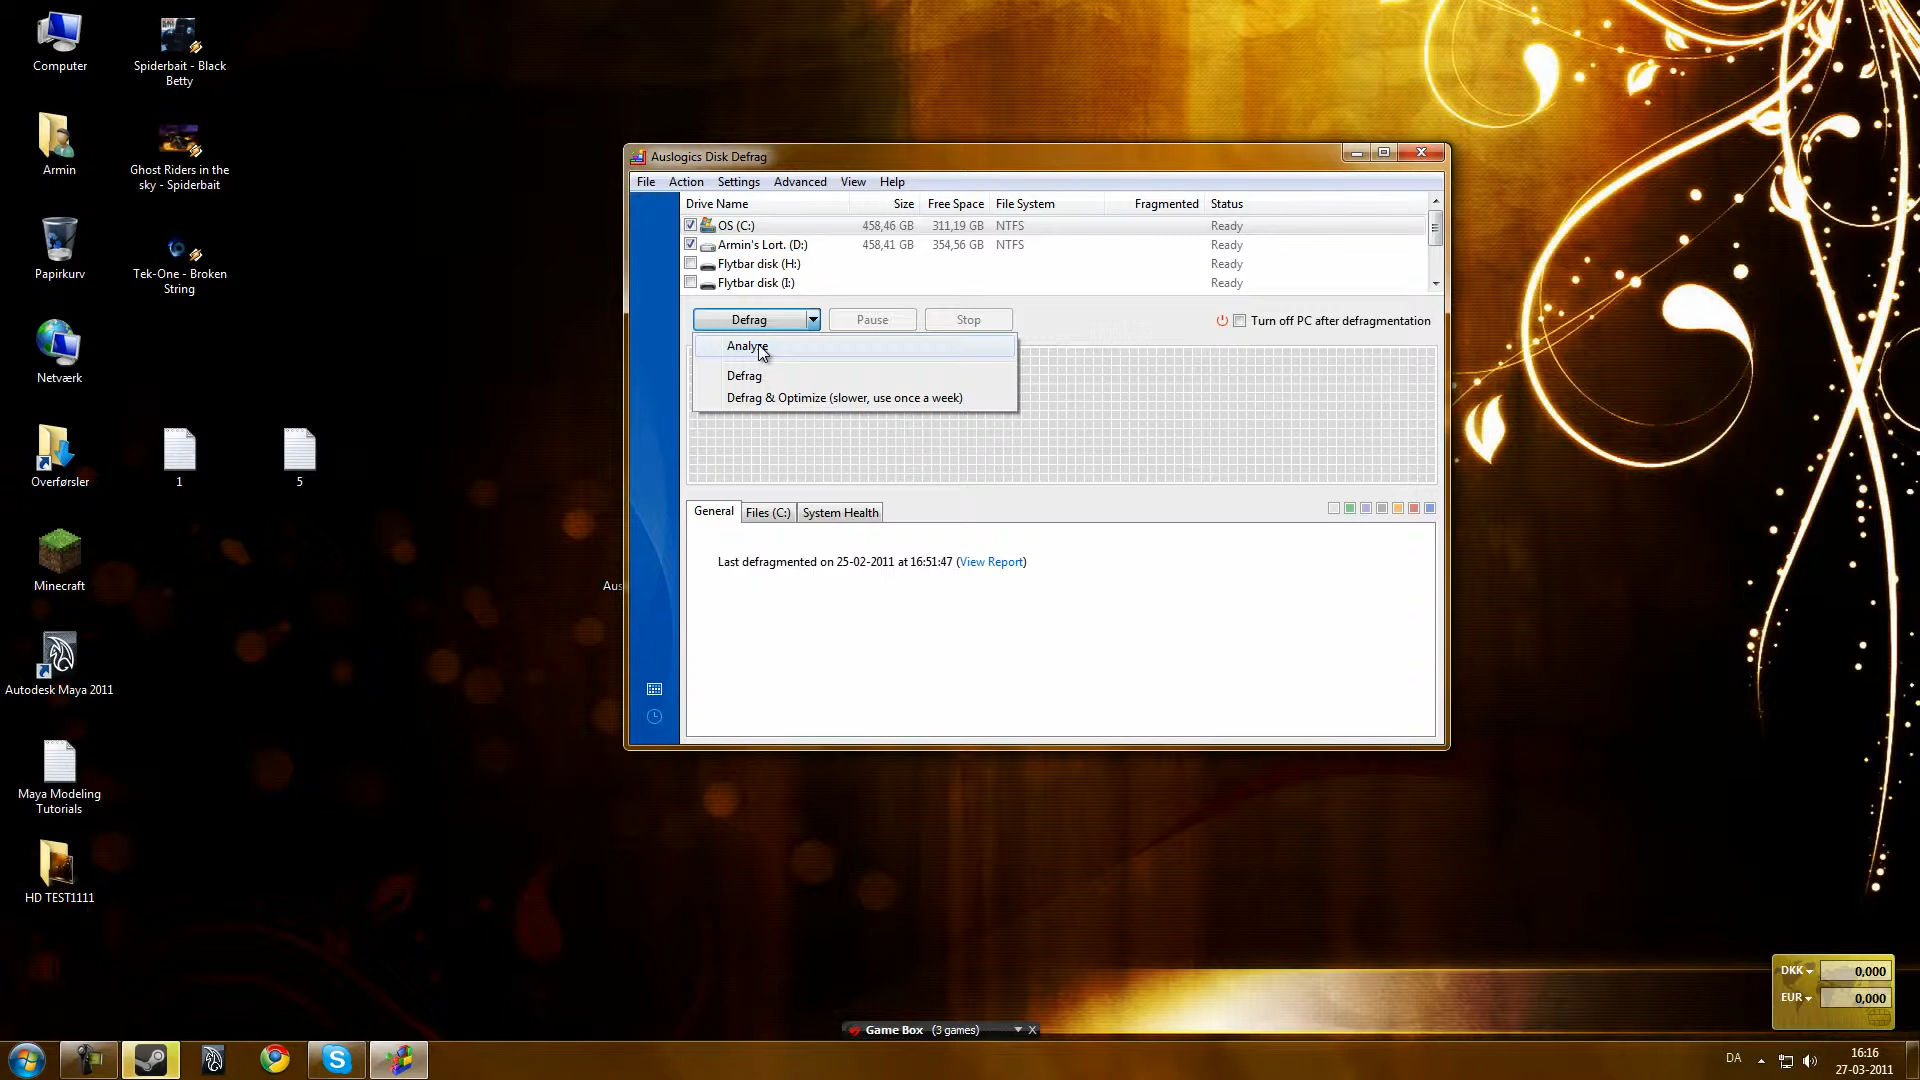 Computer
Spiderbait - Black
Betty
Armin
Ghost Riders in the
sky - Spiderbait
Papirkurv
Tek-One - Broken
String
Netværk
Overførsler
1
5
Minecraft
Autodesk Maya 2011
Maya Modeling
Tutorials
HD TEST1111
Aus
Auslogics Disk Defrag
File Action Settings Advanced View Help
Drive Name Size Free Space File System Fragmented Status
OS (C:) 458,46 GB 311,19 GB NTFS Ready
Armin's Lort. (D:) 458,41 GB 354,56 GB NTFS Ready
Flytbar disk (H:) Ready
Flytbar disk (I:) Ready
Defrag Pause Stop Turn off PC after defragmentation
Analyze
Defrag
Defrag & Optimize (slower, use once a week)
General Files (C:) System Health
Last defragmented on 25-02-2011 at 16:51:47 (View Report)
DKK 0,000
EUR 0,000
Game Box (3 games)
DA
16:16
27-03-2011